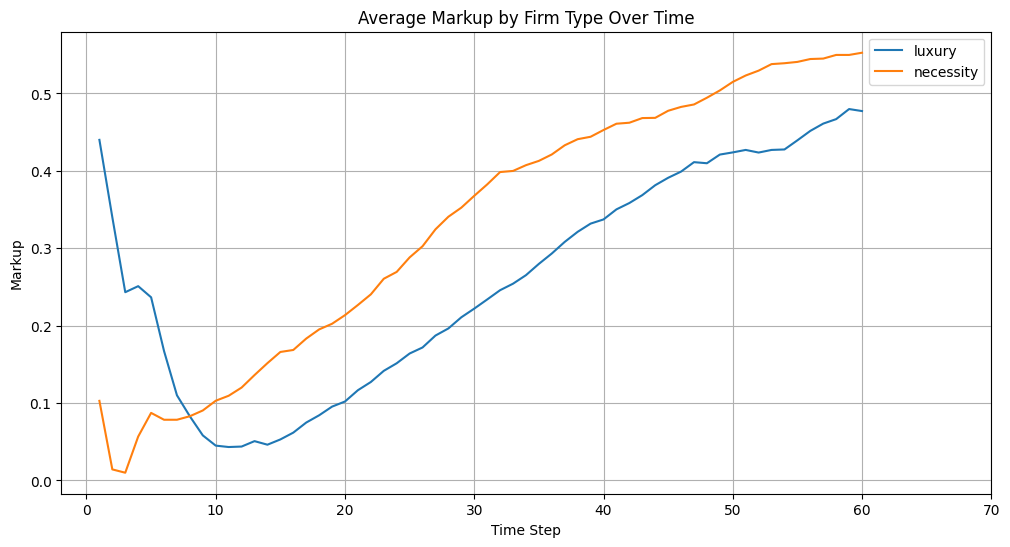 Average Markup by Firm Type Over Time
luxury
necessity
Markup
0.5
0.4
0.3
0.2
0.1
0.0
0 10 20 30 40 50 60 70
Time Step